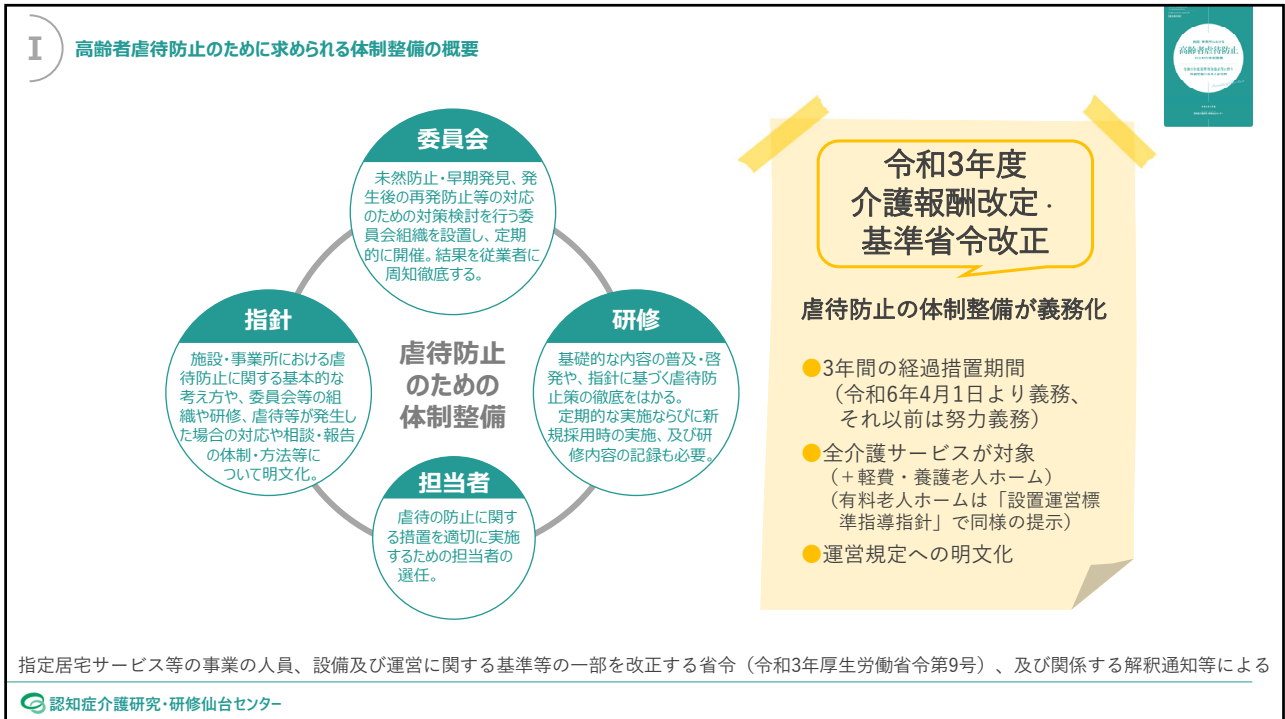 I
高齢者虐待防止のために求められる体制整備の概要
高齢者虐待防止
委員会
未然防止・早期発見、発
生後の再発防止等の対応
のための対策検討を行う委
員会組織を設置し、定期
的に開催。結果を従業者に
周知徹底する。
指針
施設・事業所における虐
待防止に関する基本的な
考え方や、委員会等の組
織や研修、虐待等が発生し
た場合の対応や相談・報告
の体制・方法等に
ついて明文化。
虐待防止
のための
体制整備
研修
基礎的な内容の普及・啓
発や、指針に基づく虐待防
止策の徹底をはかる。
定期的な実施ならびに新
規採用時の実施、及び研
修内容の記録も必要。
担当者
虐待の防止に関す
る措置を適切に実施
するための担当者の
選任。
令和3年度
介護報酬改定・
基準省令改正
虐待防止の体制整備が義務化
●3年間の経過措置期間
（令和6年4月1日より義務、
それ以前は努力義務）
●全介護サービスが対象
（＋軽費・養護老人ホーム）
（有料老人ホームは「設置運営標
準指導指針」で同様の提示）
●運営規定への明文化
指定居宅サービス等の事業の人員、設備及び運営に関する基準等の一部を改正する省令（令和3年厚生労働省令第9号）、及び関係する解釈通知等による
認知症介護研究・研修仙台センター